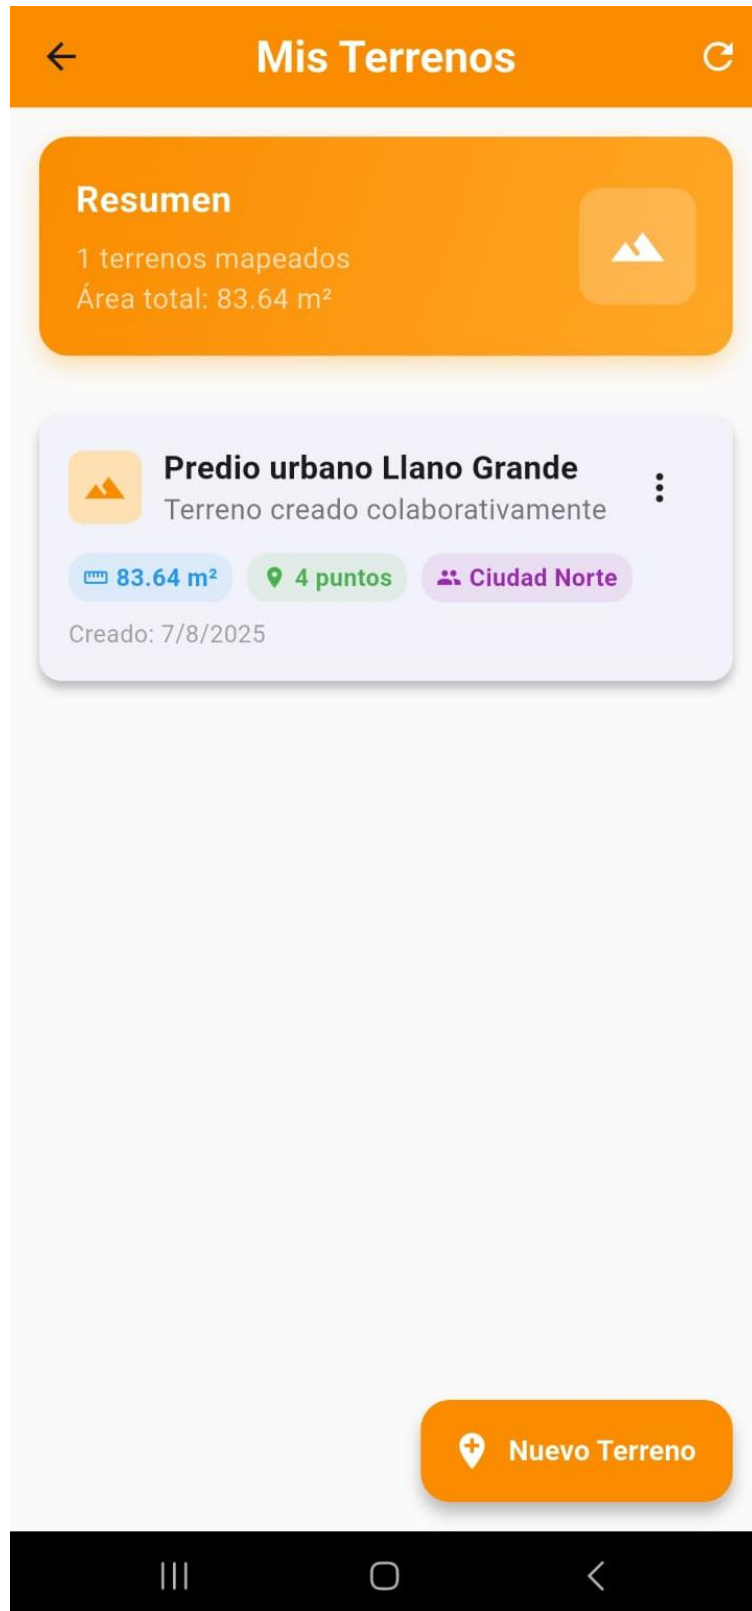 Mis Terrenos
Resumen
1 terrenos mapeados
Área total: 83.64 m²
Predio urbano Llano Grande
Terreno creado colaborativamente
83.64 m² 4 puntos Ciudad Norte
Creado: 7/8/2025
Nuevo Terreno